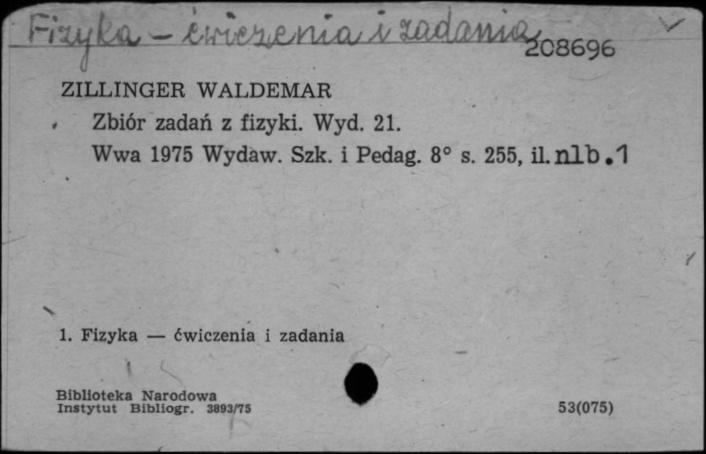 Fizyka - ćwiczenia i zadania
208696
ZILLINGER WALDEMAR
Zbiór zadań z fizyki. Wyd. 21.
Wwa 1975 Wydaw. Szk. i Pedag. 8° s. 255, il. nlb.1
1. Fizyka — ćwiczenia i zadania
Biblioteka Narodowa
Instytut Bibliogr. 3893/75
53(075)